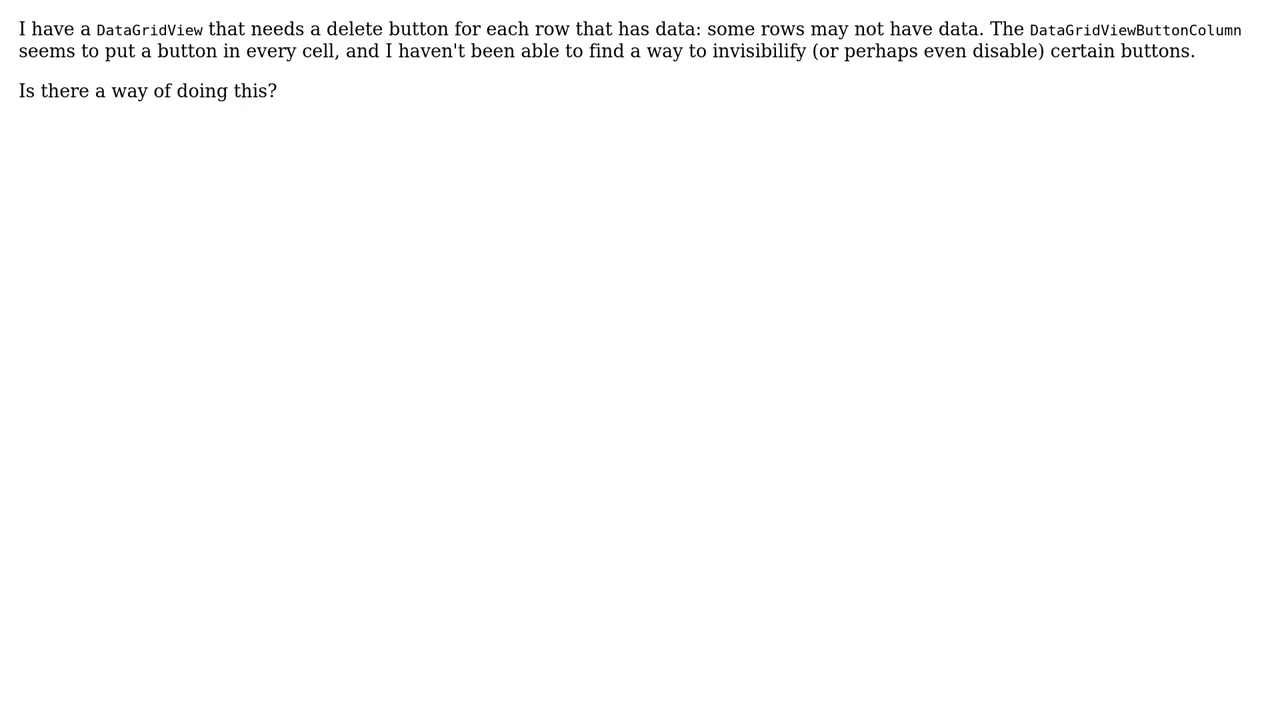 I have a DataGridView that needs a delete button for each row that has data: some rows may not have data. The DataGridViewButtonColumn
seems to put a button in every cell, and I haven't been able to find a way to invisibilify (or perhaps even disable) certain buttons.
Is there a way of doing this?